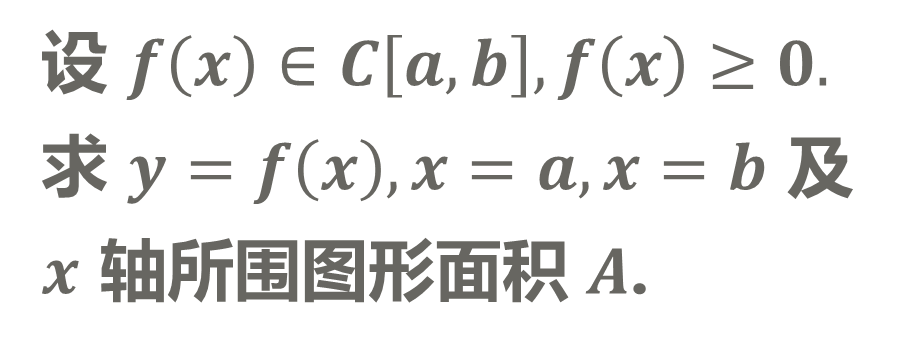 设 f(x) ∈ C[a, b], f(x) ≥ 0.
求 y = f(x), x = a, x = b 及
x 轴所围图形面积 A.